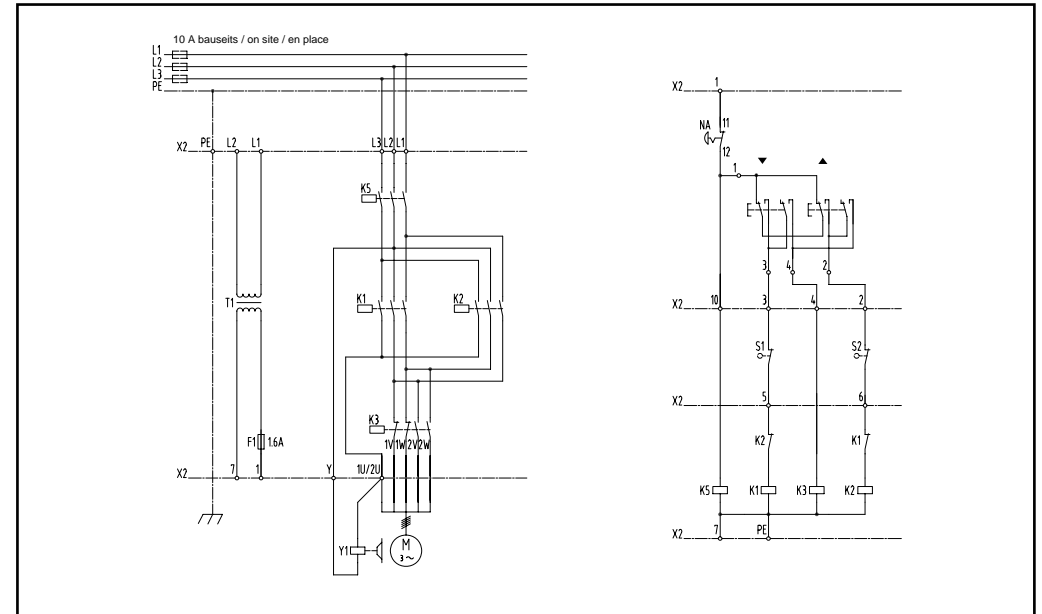 10 A bauseits / on site / en place
L1
L2
L3
PE
X2 PE L2 L1 L3 L2 L1
K5
T1
K1 K2
K3
1V 1W 2V 2W
F1 1.6A
X2 7 1 Y 1U/2U
Y1
M
3 ~
X2 1
NA 11
12
1
3 4 2
X2 10 3 4 2
S1 S2
X2 5 6
K2 K1
K5 K1 K3 K2
X2 7 PE